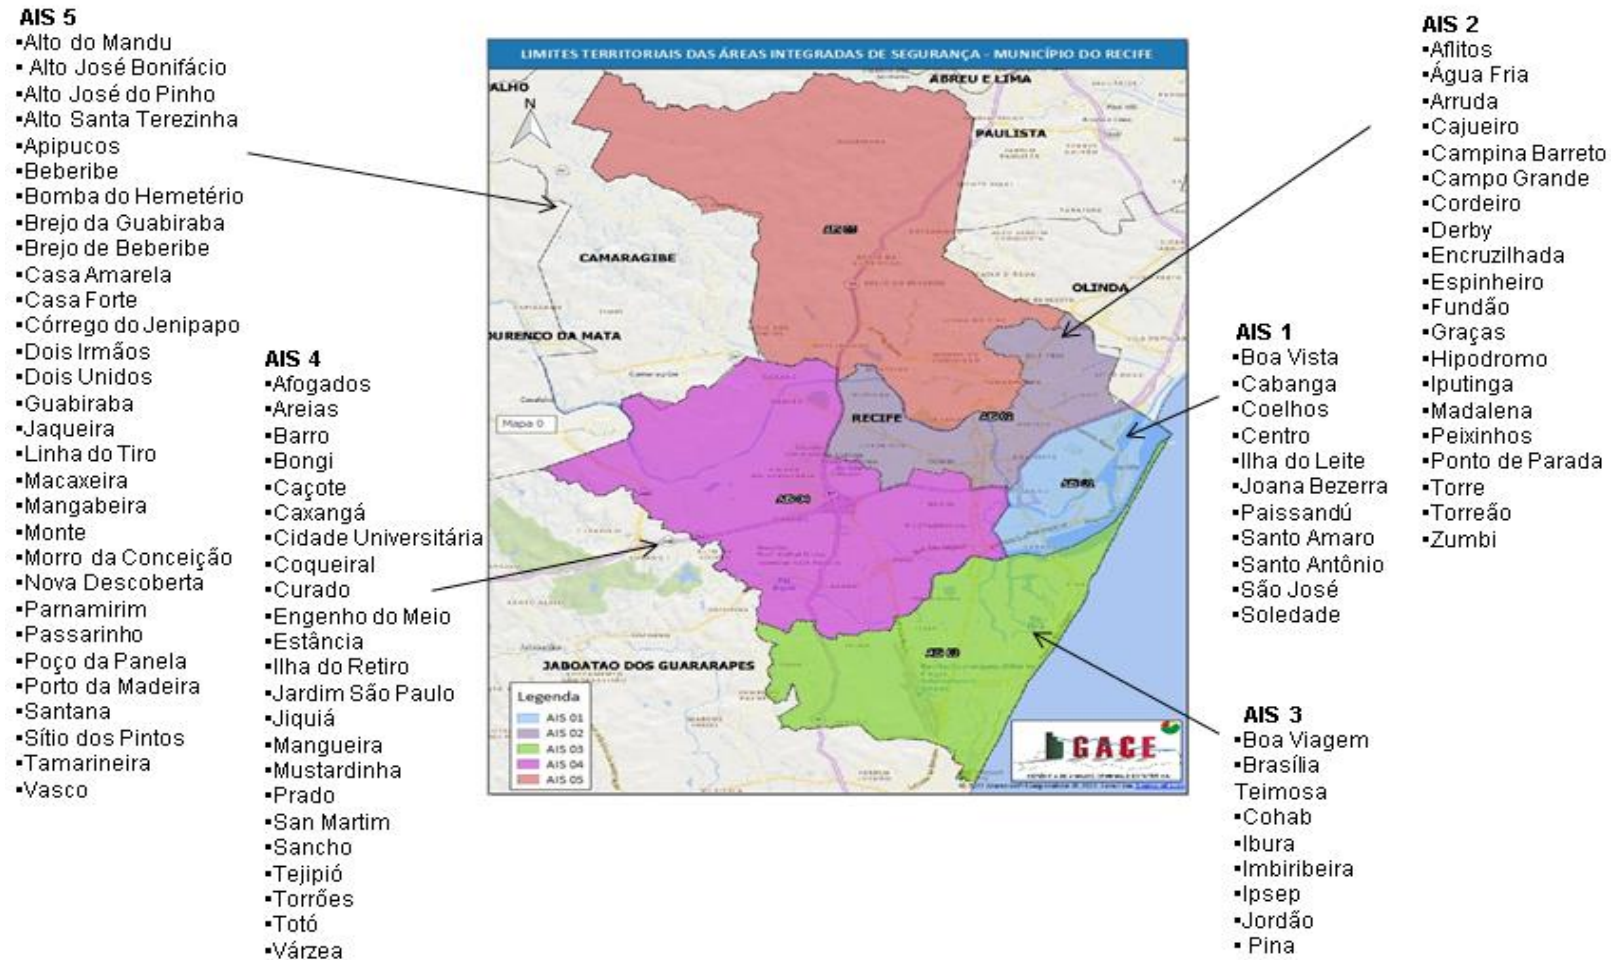 AIS 5
▪Alto do Mandu
▪ Alto José Bonifácio
▪Alto José do Pinho
▪Alto Santa Terezinha
▪Apipucos
▪Beberibe
▪Bomba do Hemetério
▪Brejo da Guabiraba
▪Brejo de Beberibe
▪Casa Amarela
▪Casa Forte
▪Córrego do Jenipapo
▪Dois Irmãos
▪Dois Unidos
▪Guabiraba
▪Jaqueira
▪Linha do Tiro
▪Macaxeira
▪Mangabeira
▪Monte
▪Morro da Conceição
▪Nova Descoberta
▪Parnamirim
▪Passarinho
▪Poço da Panela
▪Porto da Madeira
▪Santana
▪Sítio dos Pintos
▪Tamarineira
▪Vasco
AIS 4
▪Afogados
▪Areias
▪Barro
▪Bongi
▪Caçote
▪Caxangá
▪Cidade Universitária
▪Coqueiral
▪Curado
▪Engenho do Meio
▪Estância
▪Ilha do Retiro
▪Jardim São Paulo
▪Jiquiá
▪Mangueira
▪Mustardinha
▪Prado
▪San Martim
▪Sancho
▪Tejipió
▪Torrões
▪Totó
▪Várzea
LIMITES TERRITORIAIS DAS ÁREAS INTEGRADAS DE SEGURANÇA - MUNICÍPIO DO RECIFE
ALHO
N
ABREU E LIMA
PAULISTA
CAMARAGIBE
OLINDA
OURENCO DA MATA
RECIFE
Mapa 0
JABOATAO DOS GUARARAPES
Legenda
AIS 01
AIS 02
AIS 03
AIS 04
AIS 05
GACE
AIS 1
▪Boa Vista
▪Cabanga
▪Coelhos
▪Centro
▪Ilha do Leite
▪Joana Bezerra
▪Paissandú
▪Santo Amaro
▪Santo Antônio
▪São José
▪Soledade
AIS 2
▪Aflitos
▪Água Fria
▪Arruda
▪Cajueiro
▪Campina Barreto
▪Campo Grande
▪Cordeiro
▪Derby
▪Encruzilhada
▪Espinheiro
▪Fundão
▪Graças
▪Hipodromo
▪Iputinga
▪Madalena
▪Peixinhos
▪Ponto de Parada
▪Torre
▪Torreão
▪Zumbi
AIS 3
▪Boa Viagem
▪Brasília
Teimosa
▪Cohab
▪Ibura
▪Imbiribeira
▪Ipsep
▪Jordão
▪ Pina